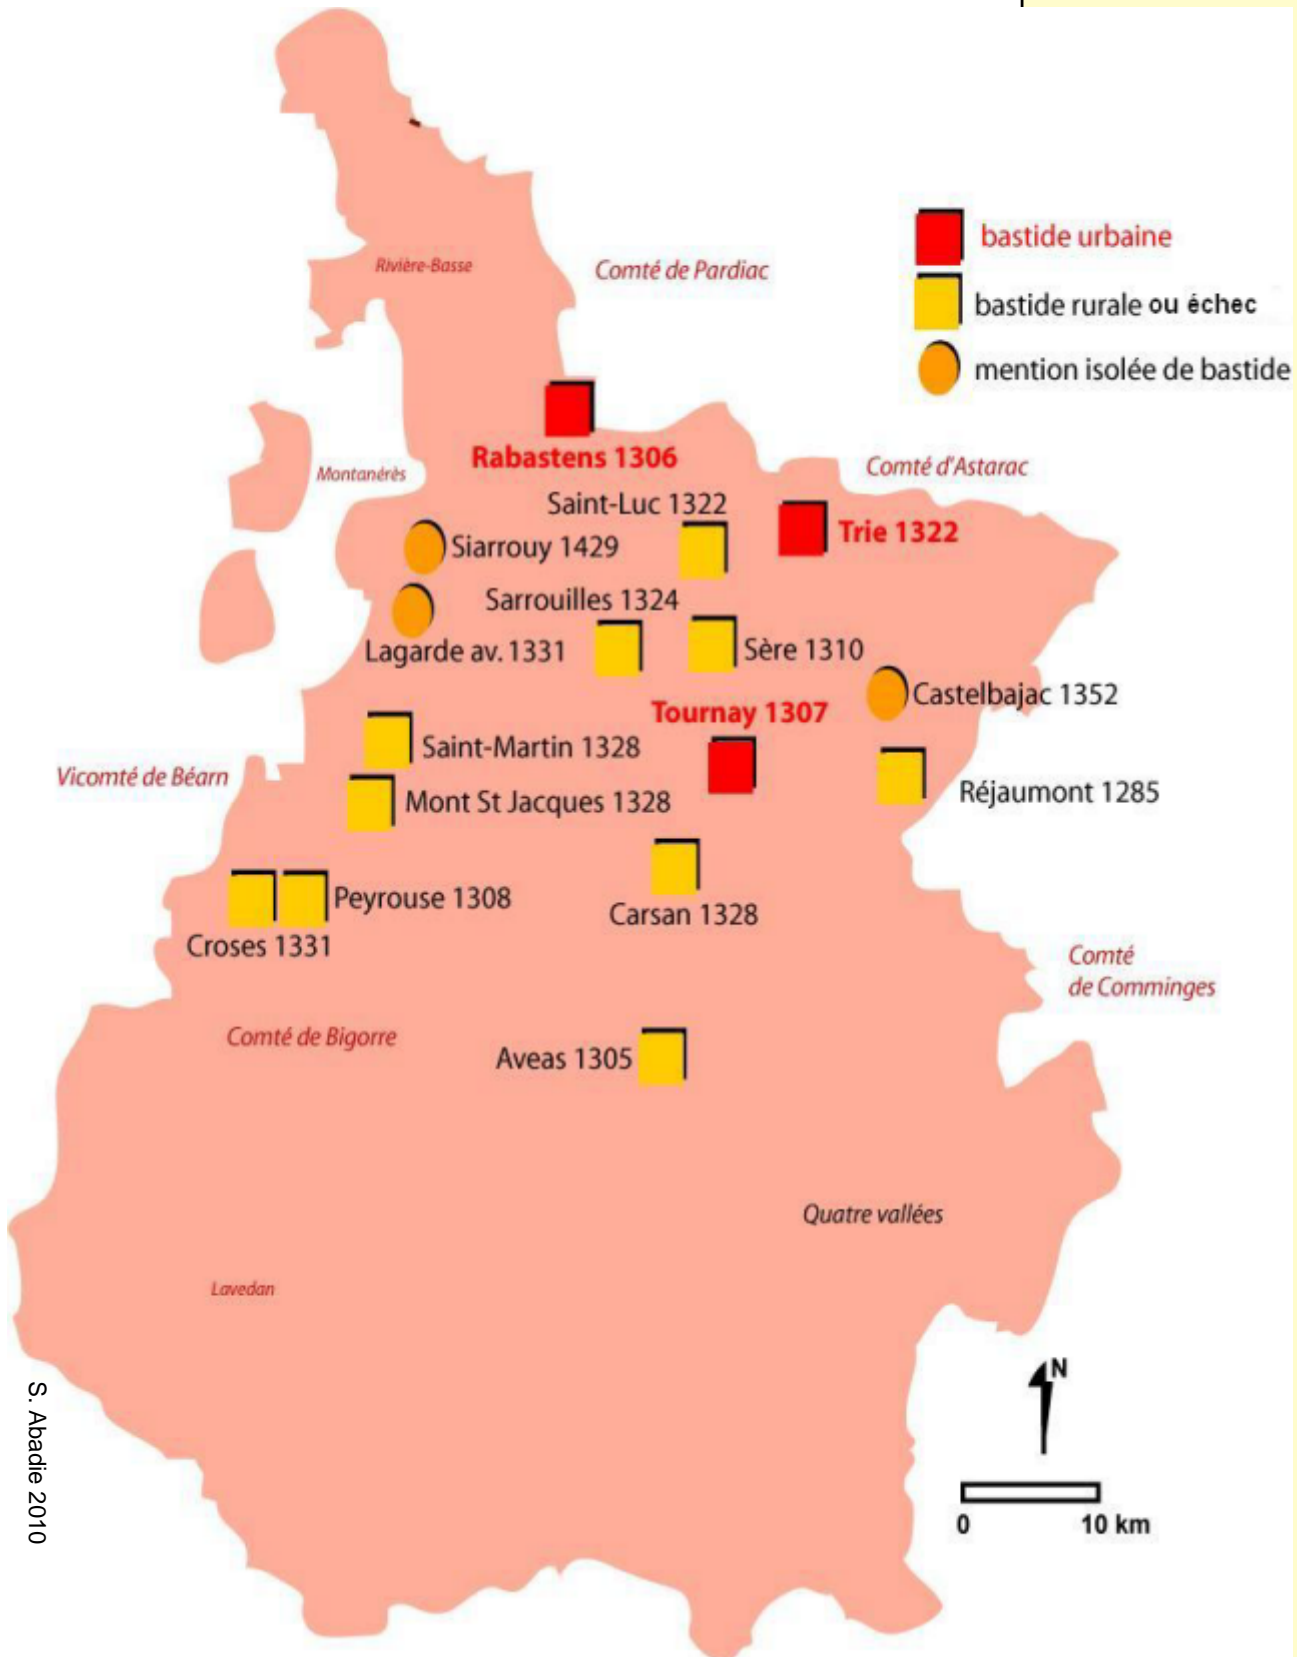 bastide urbaine
Rivière-Basse
Comté de Pardiac
bastide rurale ou échec
mention isolée de bastide
Rabastens 1306
Comté d'Astarac
Montanérès
Saint-Luc 1322
Trie 1322
Siarrouy 1429
Sarrouilles 1324
Lagarde av. 1331
Sère 1310
Castelbajac 1352
Tournay 1307
Saint-Martin 1328
Vicomté de Béarn
Réjaumont 1285
Mont St Jacques 1328
Peyrouse 1308
Carsan 1328
Croses 1331
Comté
de Comminges
Comté de Bigorre
Aveas 1305
Quatre vallées
Lavedan
N
S. Abadie 2010
0 10 km